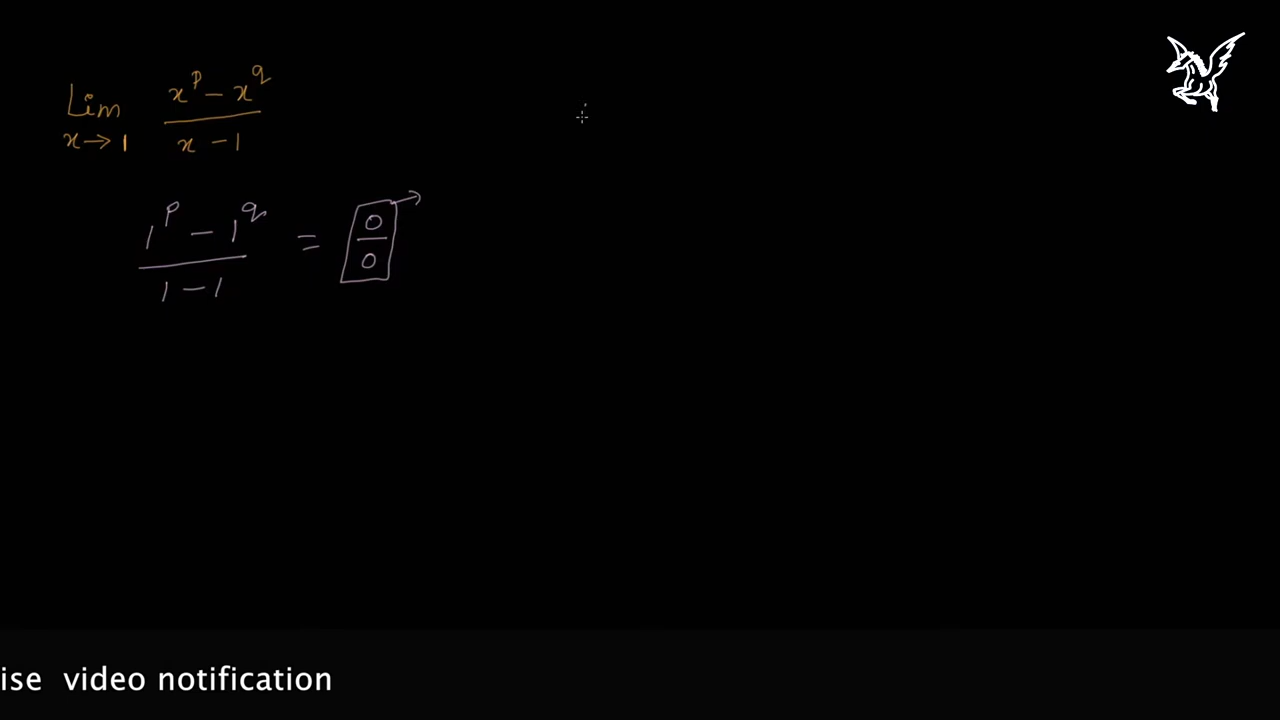 Lim x→1 (x^p − x^q)/(x − 1)
(1^p − 1^q)/(1 − 1) = 0/0 →
ise video notification